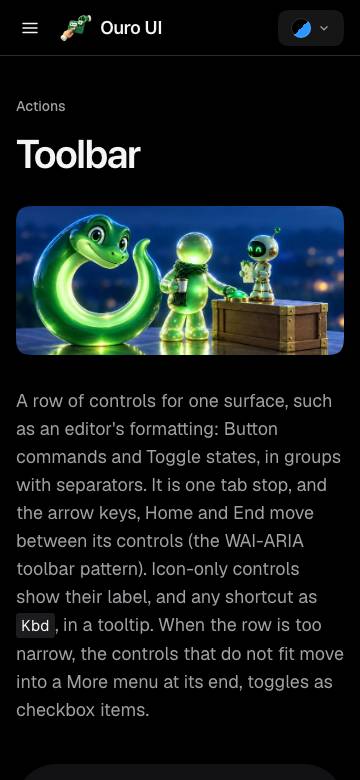 Ouro UI
Actions
Toolbar
A row of controls for one surface, such
as an editor's formatting: Button
commands and Toggle states, in groups
with separators. It is one tab stop, and
the arrow keys, Home and End move
between its controls (the WAI-ARIA
toolbar pattern). Icon-only controls
show their label, and any shortcut as
Kbd, in a tooltip. When the row is too
narrow, the controls that do not fit move
into a More menu at its end, toggles as
checkbox items.